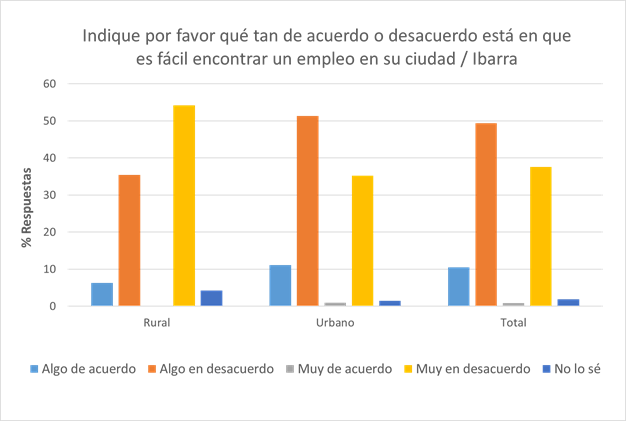 Indique por favor qué tan de acuerdo o desacuerdo está en que
es fácil encontrar un empleo en su ciudad / Ibarra
60
50
40
30
20
10
0
% Respuestas
Rural
Urbano
Total
Algo de acuerdo
Algo en desacuerdo
Muy de acuerdo
Muy en desacuerdo
No lo sé